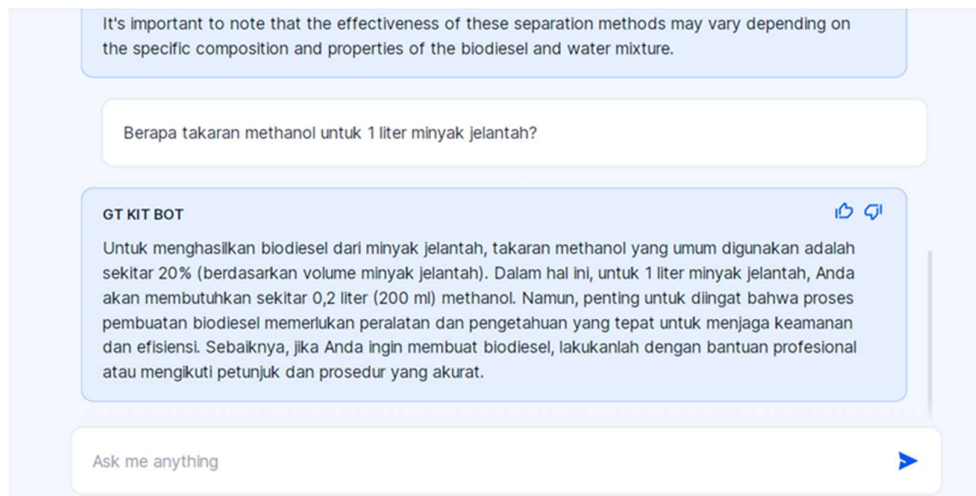 It's important to note that the effectiveness of these separation methods may vary depending on
the specific composition and properties of the biodiesel and water mixture.
Berapa takaran methanol untuk 1 liter minyak jelantah?
GT KIT BOT
Untuk menghasilkan biodiesel dari minyak jelantah, takaran methanol yang umum digunakan adalah
sekitar 20% (berdasarkan volume minyak jelantah). Dalam hal ini, untuk 1 liter minyak jelantah, Anda
akan membutuhkan sekitar 0,2 liter (200 ml) methanol. Namun, penting untuk diingat bahwa proses
pembuatan biodiesel memerlukan peralatan dan pengetahuan yang tepat untuk menjaga keamanan
dan efisiensi. Sebaiknya, jika Anda ingin membuat biodiesel, lakukanlah dengan bantuan profesional
atau mengikuti petunjuk dan prosedur yang akurat.
Ask me anything